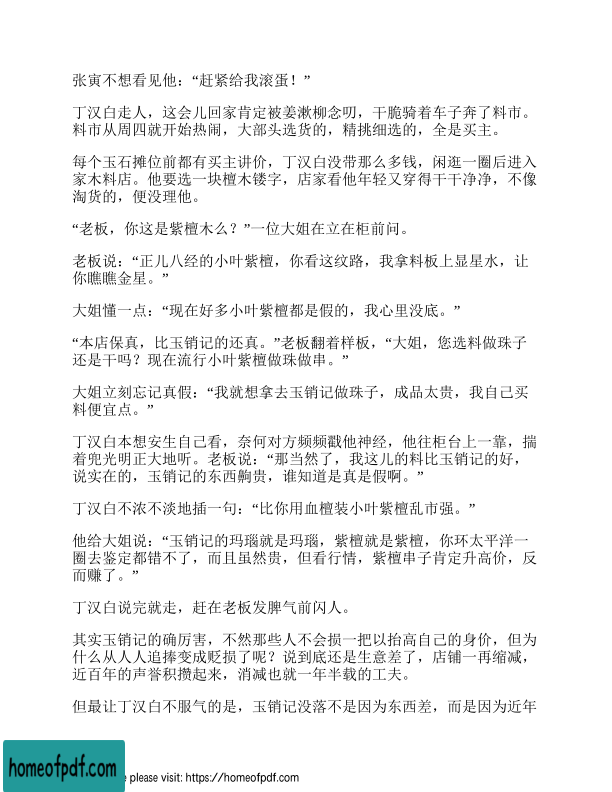 张寅不想看见他：“赶紧给我滚蛋！”
丁汉白走人，这会儿回家肯定被姜漱柳念叨，干脆骑着车子奔了料市。
料市从周四就开始热闹，大部头选货的，精挑细选的，全是买主。
每个玉石摊位前都有买主讲价，丁汉白没带那么多钱，闲逛一圈后进入
家木料店。他要选一块檀木镂字，店家看他年轻又穿得干干净净，不像
淘货的，便没理他。
“老板，你这是紫檀木么？”一位大姐在立在柜前问。
老板说：“正儿八经的小叶紫檀，你看这纹路，我拿料板上显星水，让
你瞧瞧金星。”
大姐懂一点：“现在好多小叶紫檀都是假的，我心里没底。”
“本店保真，比玉销记的还真。”老板翻着样板，“大姐，您选料做珠子
还是干吗？现在流行小叶紫檀做珠做串。”
大姐立刻忘记真假：“我就想拿去玉销记做珠子，成品太贵，我自己买
料便宜点。”
丁汉白本想安生自己看，奈何对方频频戳他神经，他往柜台上一靠，揣
着兜光明正大地听。老板说：“那当然了，我这儿的料比玉销记的好，
说实在的，玉销记的东西齁贵，谁知道是真是假啊。”
丁汉白不浓不淡地插一句：“比你用血檀装小叶紫檀乱市强。”
他给大姐说：“玉销记的玛瑙就是玛瑙，紫檀就是紫檀，你环太平洋一
圈去鉴定都错不了，而且虽然贵，但看行情，紫檀串子肯定升高价，反
而赚了。”
丁汉白说完就走，赶在老板发脾气前闪人。
其实玉销记的确厉害，不然那些人不会损一把以抬高自己的身价，但为
什么从人人追捧变成贬损了呢？说到底还是生意差了，店铺一再缩减，
近百年的声誉积攒起来，消减也就一年半载的工夫。
但最让丁汉白不服气的是，玉销记没落不是因为东西差，而是因为近年
homeofpdf.com
e please visit: https://homeofpdf.com